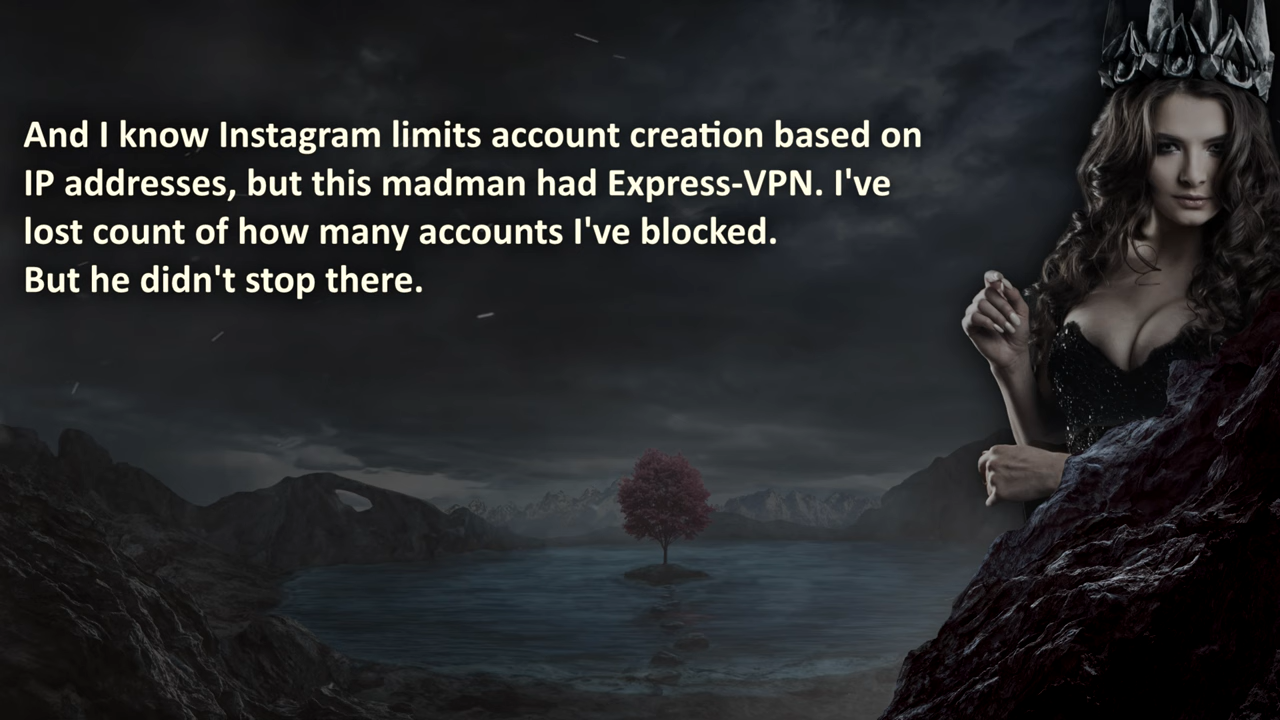 And I know Instagram limits account creation based on
IP addresses, but this madman had Express-VPN. I've
lost count of how many accounts I've blocked.
But he didn't stop there.